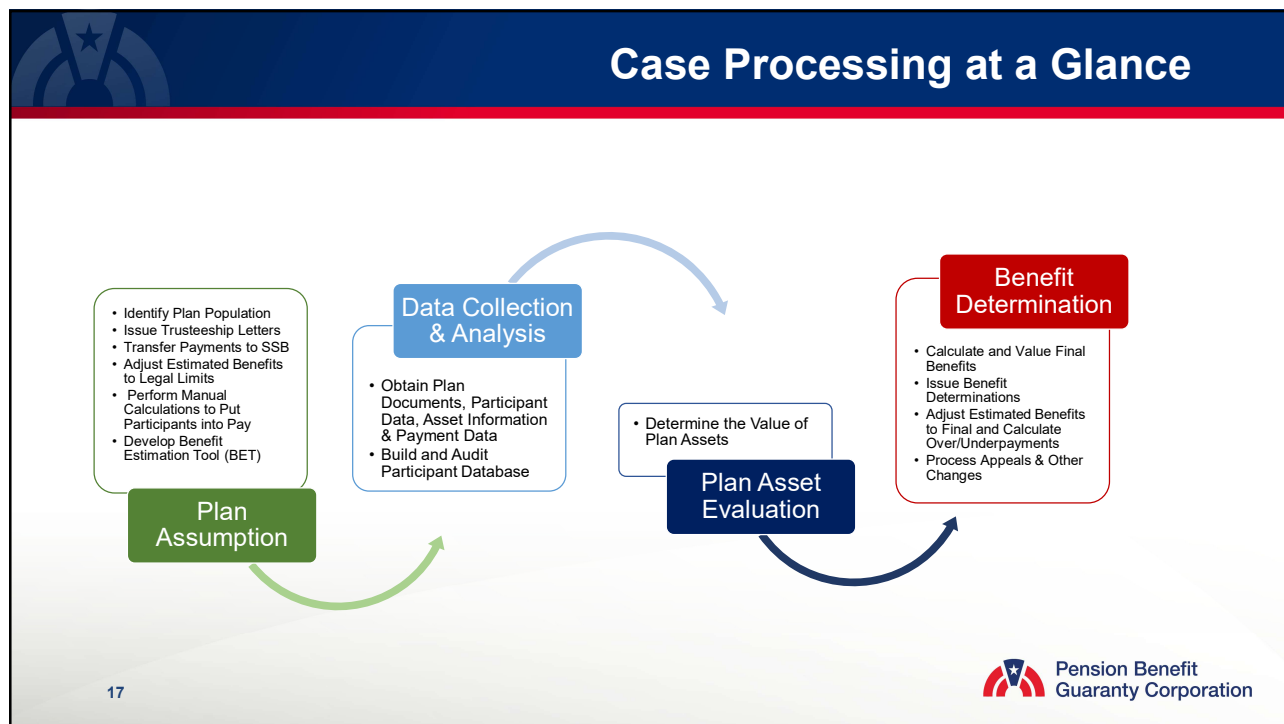 Case Processing at a Glance
• Identify Plan Population
• Issue Trusteeship Letters
• Transfer Payments to SSB
• Adjust Estimated Benefits
to Legal Limits
• Perform Manual
Calculations to Put
Participants into Pay
• Develop Benefit
Estimation Tool (BET)
Plan
Assumption
Data Collection
& Analysis
• Obtain Plan
Documents, Participant
Data, Asset Information
& Payment Data
• Build and Audit
Participant Database
• Determine the Value of
Plan Assets
Plan Asset
Evaluation
Benefit
Determination
• Calculate and Value Final
Benefits
• Issue Benefit
Determinations
• Adjust Estimated Benefits
to Final and Calculate
Over/Underpayments
• Process Appeals & Other
Changes
17
Pension Benefit
Guaranty Corporation